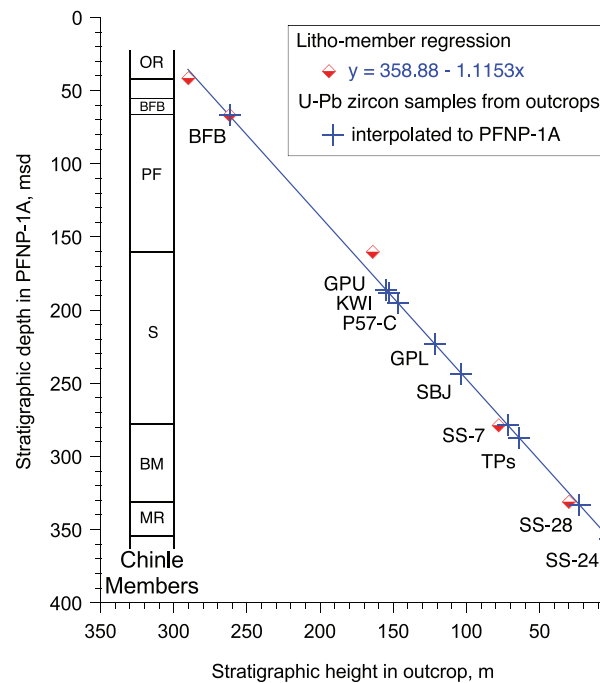 Stratigraphic depth in PFNP-1A, msd
0
50
100
150
200
250
300
350
400
OR
BFB
PF
S
BM
MR
Chinle
Members
Litho-member regression
y = 358.88 - 1.1153x
U-Pb zircon samples from outcrops
interpolated to PFNP-1A
BFB
GPU
KWI
P57-C
GPL
SBJ
SS-7
TPs
SS-28
SS-24
350 300 250 200 150 100 50
Stratigraphic height in outcrop, m